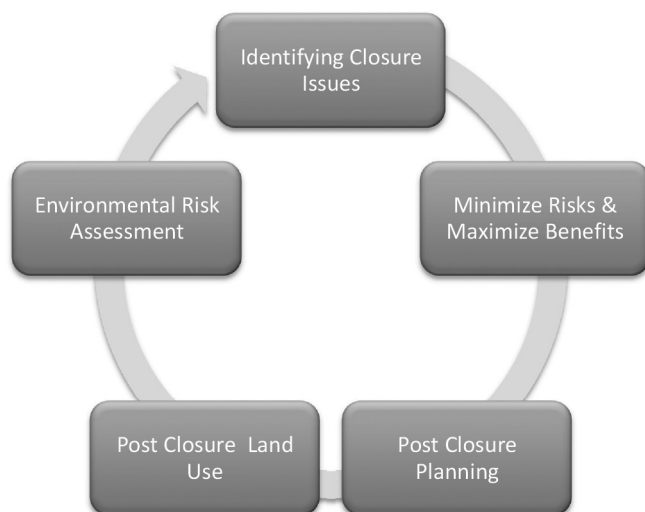 Identifying Closure
Issues
Minimize Risks &
Maximize Benefits
Post Closure
Planning
Post Closure  Land
Use
Environmental Risk
Assessment